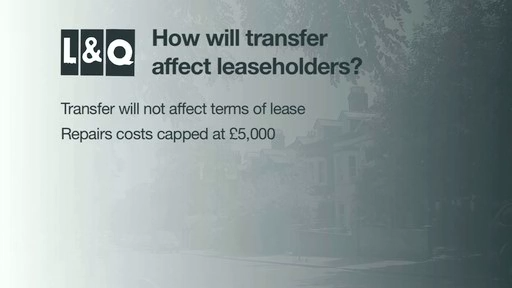 L&Q
How will transfer
affect leaseholders?
Transfer will not affect terms of lease
Repairs costs capped at £5,000